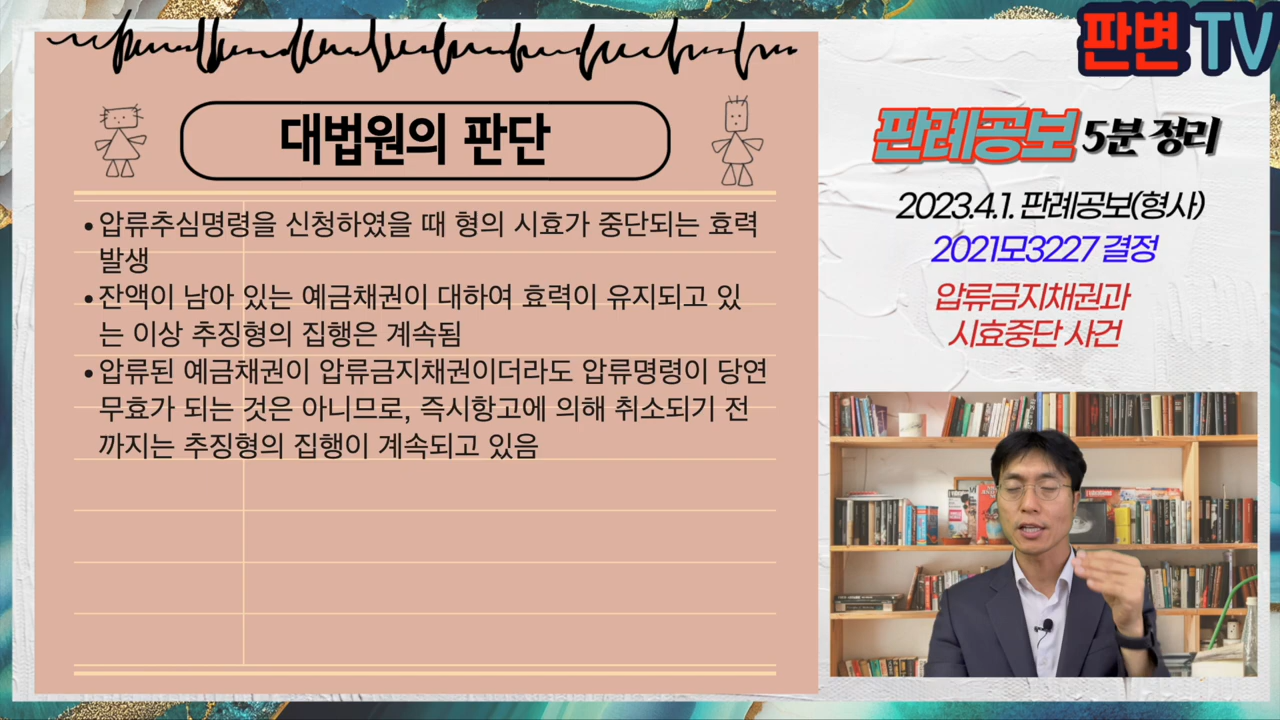 판변 TV
대법원의 판단
• 압류추심명령을 신청하였을 때 형의 시효가 중단되는 효력
발생
• 잔액이 남아 있는 예금채권이 대하여 효력이 유지되고 있
는 이상 추징형의 집행은 계속됨
• 압류된 예금채권이 압류금지채권이더라도 압류명령이 당연
무효가 되는 것은 아니므로, 즉시항고에 의해 취소되기 전
까지는 추징형의 집행이 계속되고 있음
판례공보 5분 정리
2023.4.1. 판례공보(형사)
2021모3227 결정
압류금지채권과
시효중단 사건